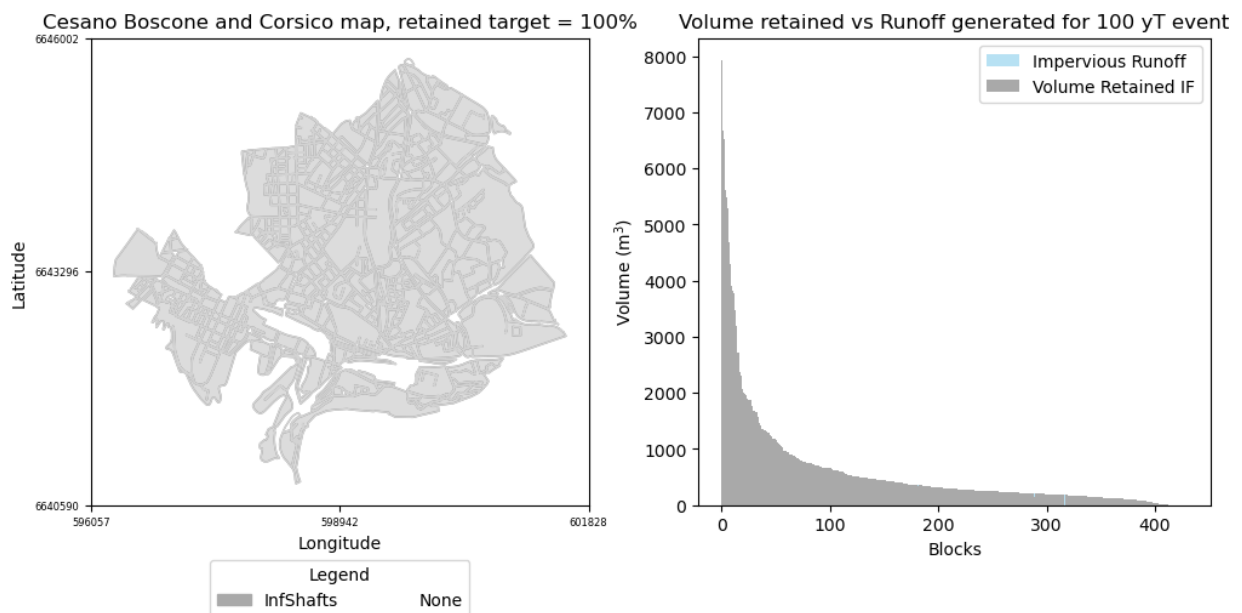 Cesano Boscone and Corsico map, retained target = 100%
6646002
6643296
6640590
Latitude
596057
598942
601828
Longitude
Legend
InfShafts
None
Volume retained vs Runoff generated for 100 yT event
Impervious Runoff
Volume Retained IF
8000
7000
6000
5000
4000
3000
2000
1000
0
Volume (m³)
0
100
200
300
400
Blocks